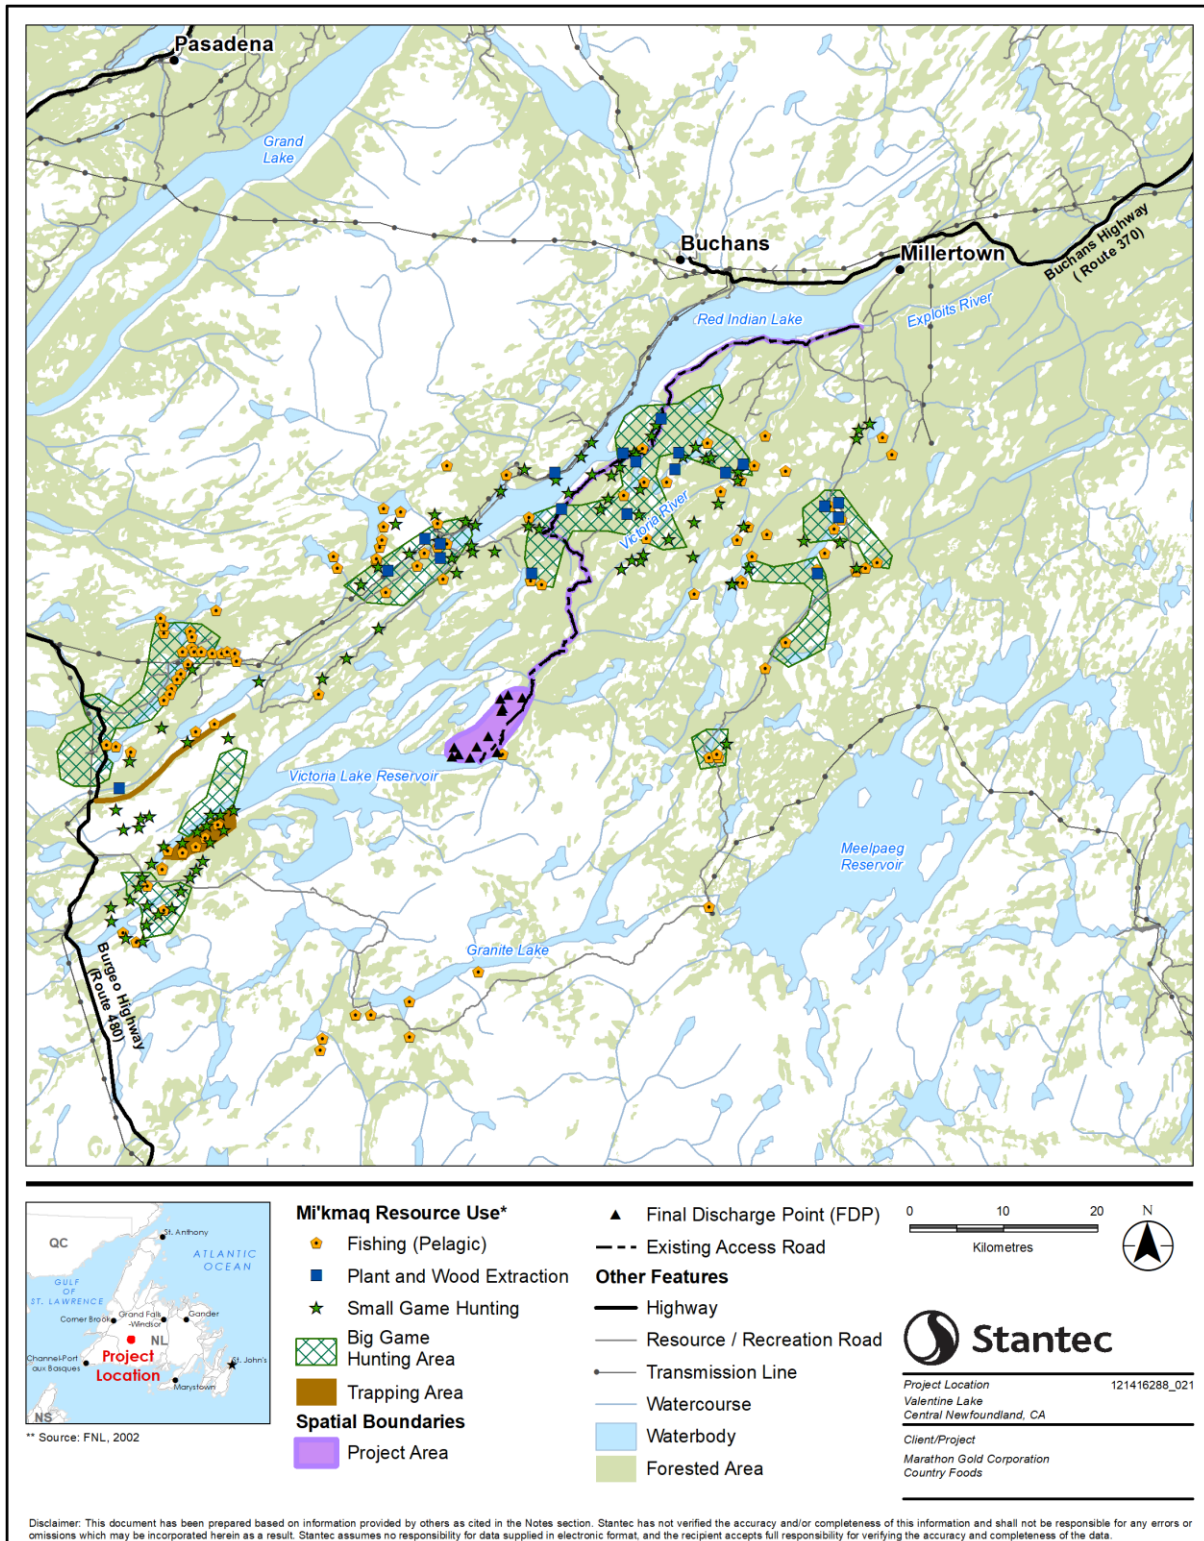 Pasadena
Grand
Lake
Buchans
Millertown
Buchans Highway
( Route 370)
Red Indian Lake
Exploits River
Victoria River
Victoria Lake Reservoir
Meelpaeg
Reservoir
Granite Lake
Burgeo Highway
(Route 480)
QC
St. Anthony
ATLANTIC
OCEAN
GULF
OF
ST. LAWRENCE
Corner Brook
Grand Falls
-Windsor
Gander
NL
Channel-Port
aux Basques
Project
Location
St. John's
Marystown
NS
** Source: FNL, 2002
Mi'kmaq Resource Use*
Fishing (Pelagic)
Plant and Wood Extraction
Small Game Hunting
Big Game
Hunting Area
Trapping Area
Spatial Boundaries
Project Area
Final Discharge Point (FDP)
Existing Access Road
Other Features
Highway
Resource / Recreation Road
Transmission Line
Watercourse
Waterbody
Forested Area
0 10 20
Kilometres
N
Stantec
Project Location 121416288_021
Valentine Lake
Central Newfoundland, CA
Client/Project
Marathon Gold Corporation
Country Foods
Disclaimer: This document has been prepared based on information provided by others as cited in the Notes section. Stantec has not verified the accuracy and/or completeness of this information and shall not be responsible for any errors or
omissions which may be incorporated herein as a result. Stantec assumes no responsibility for data supplied in electronic format, and the recipient accepts full responsibility for verifying the accuracy and completeness of the data.